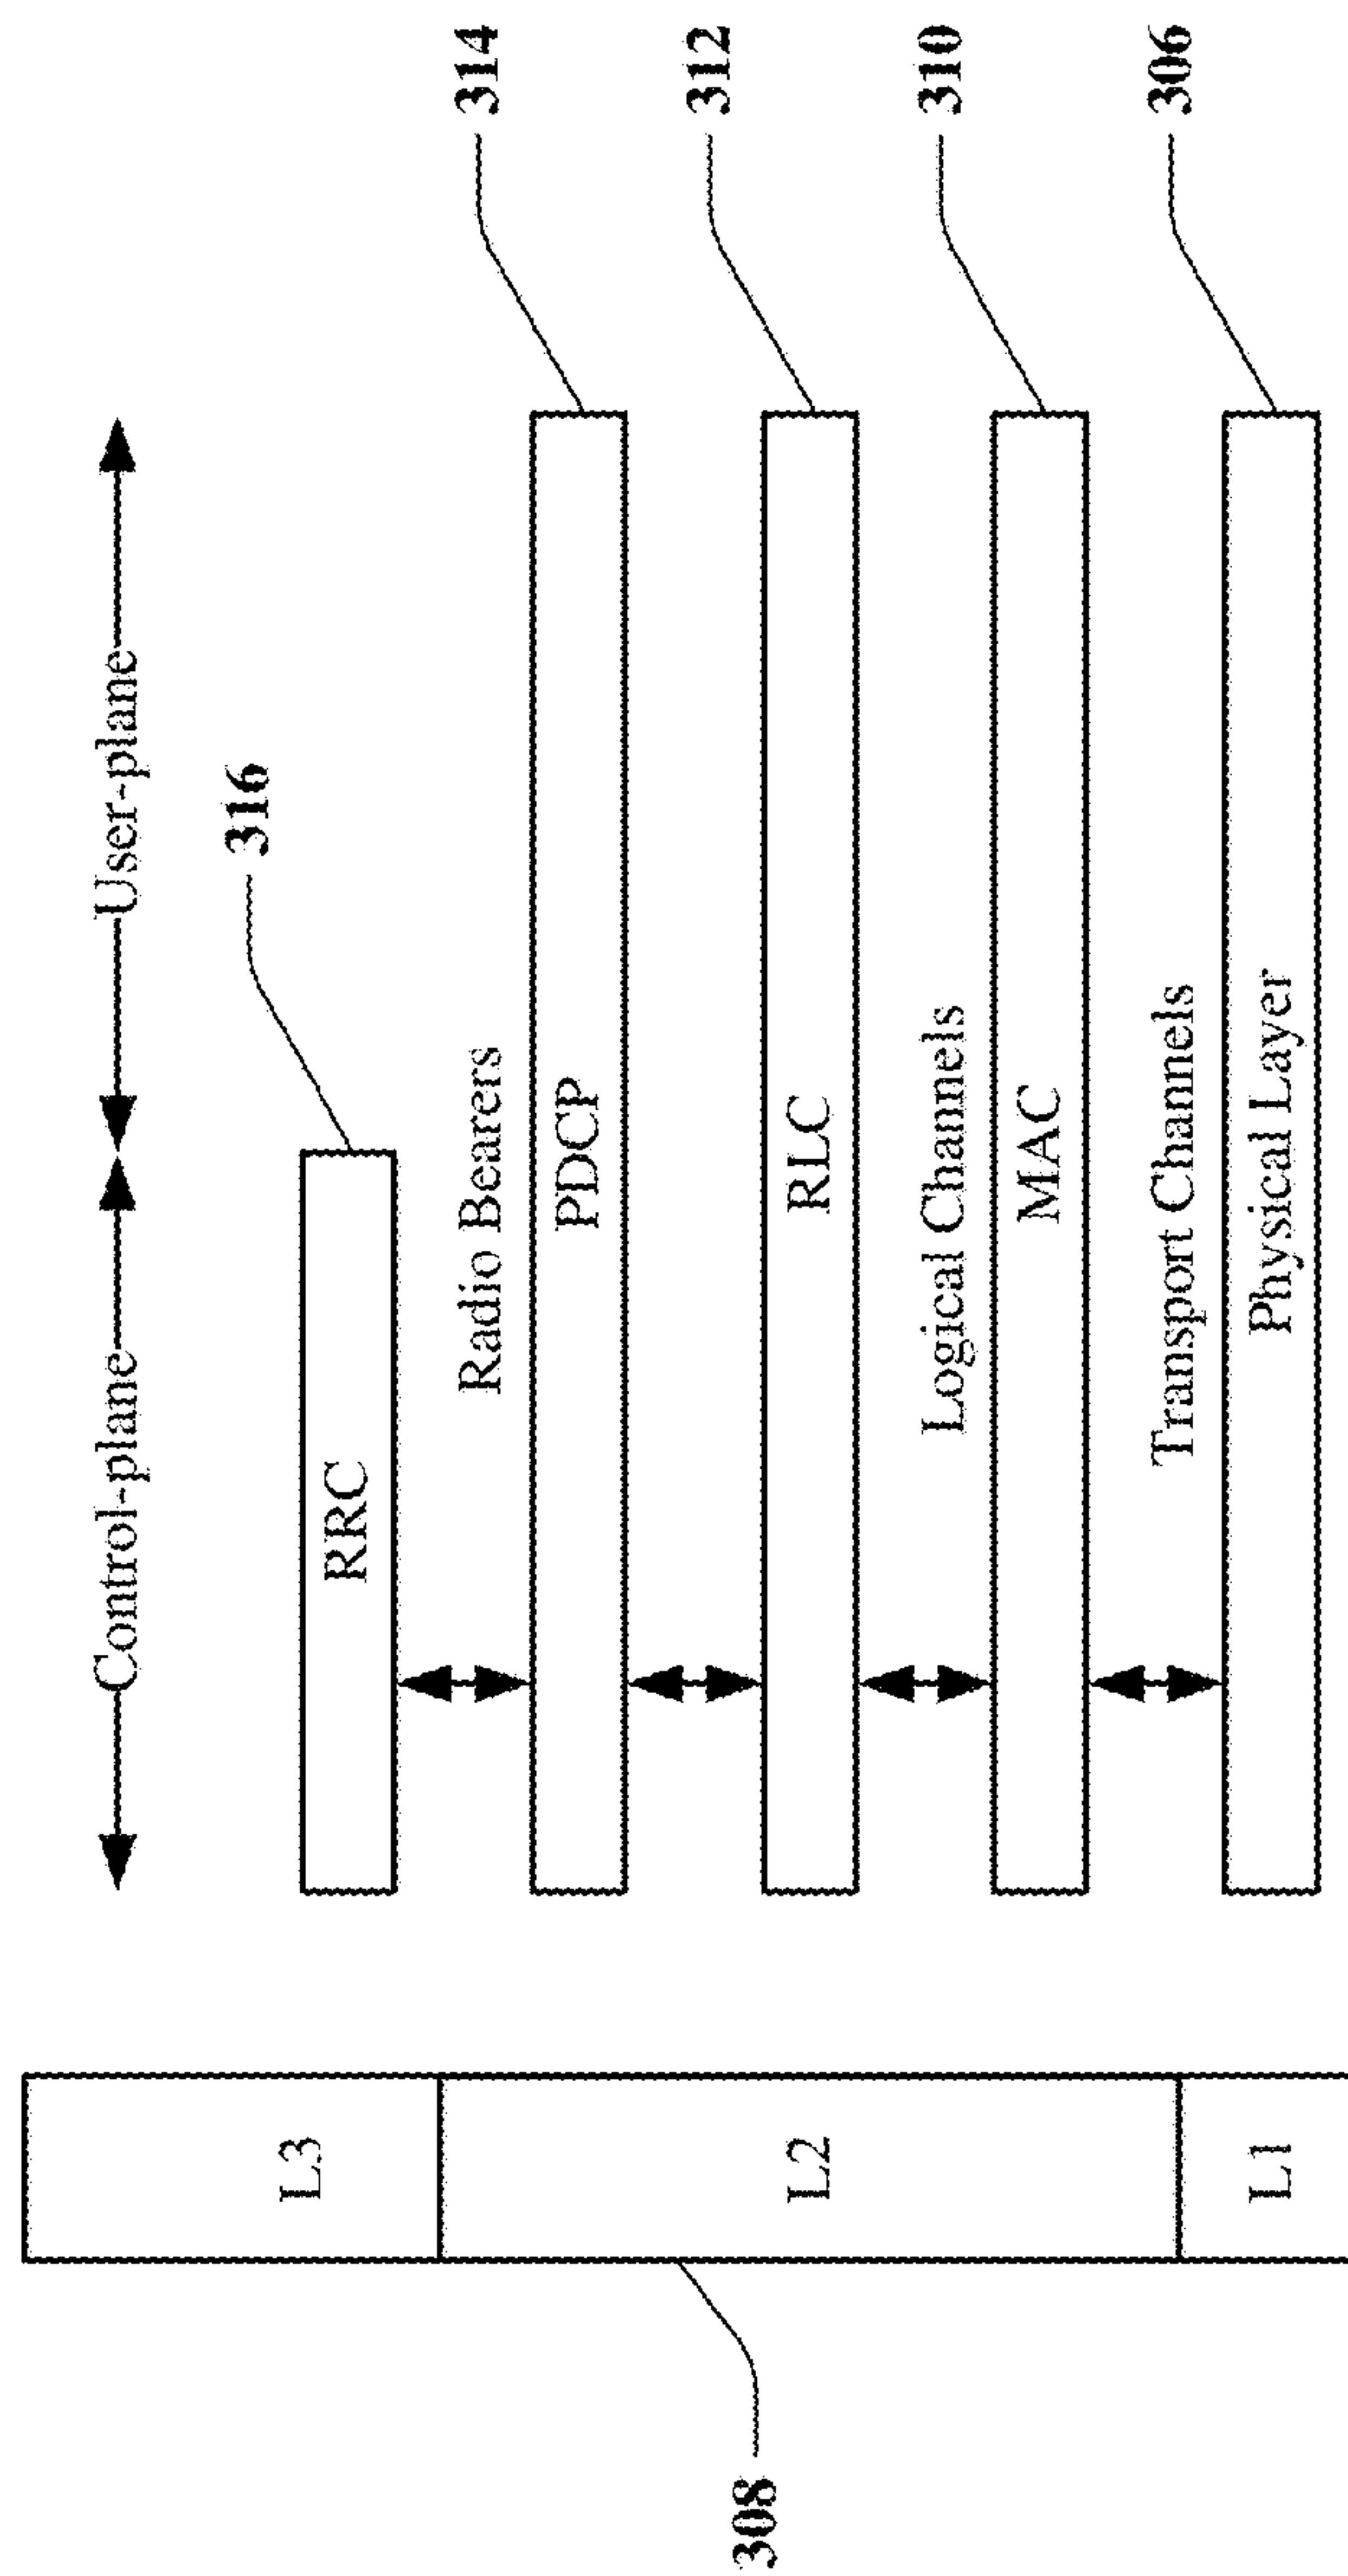 Control-plane
User-plane
316
L3
RRC
Radio Bearers
314
PDCP
308
L2
312
RLC
Logical Channels
310
MAC
Transport Channels
306
L1
Physical Layer